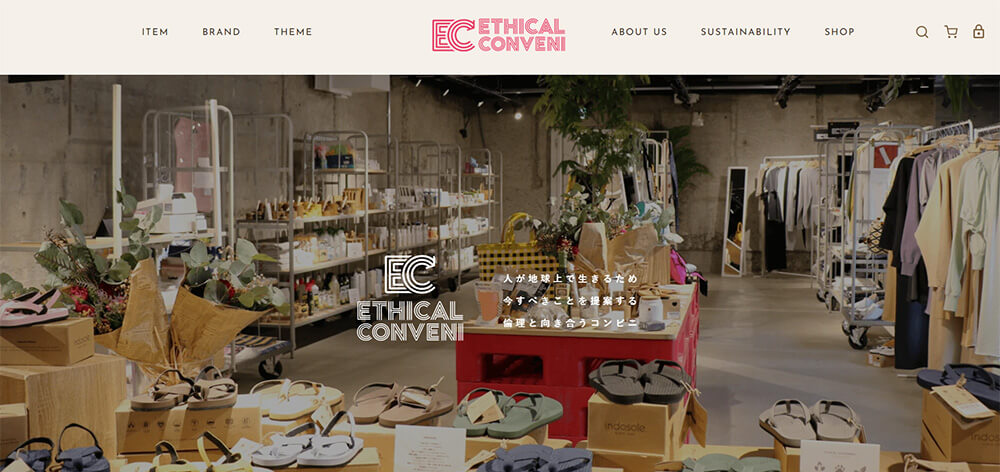 ITEM BRAND THEME
EC ETHICAL
CONVENI
ABOUT US SUSTAINABILITY SHOP
EC
ETHICAL
CONVENI
人が地球上で生きるため
今すべきことを提案する
倫理と向き合うコンビニ
indosole
indosole